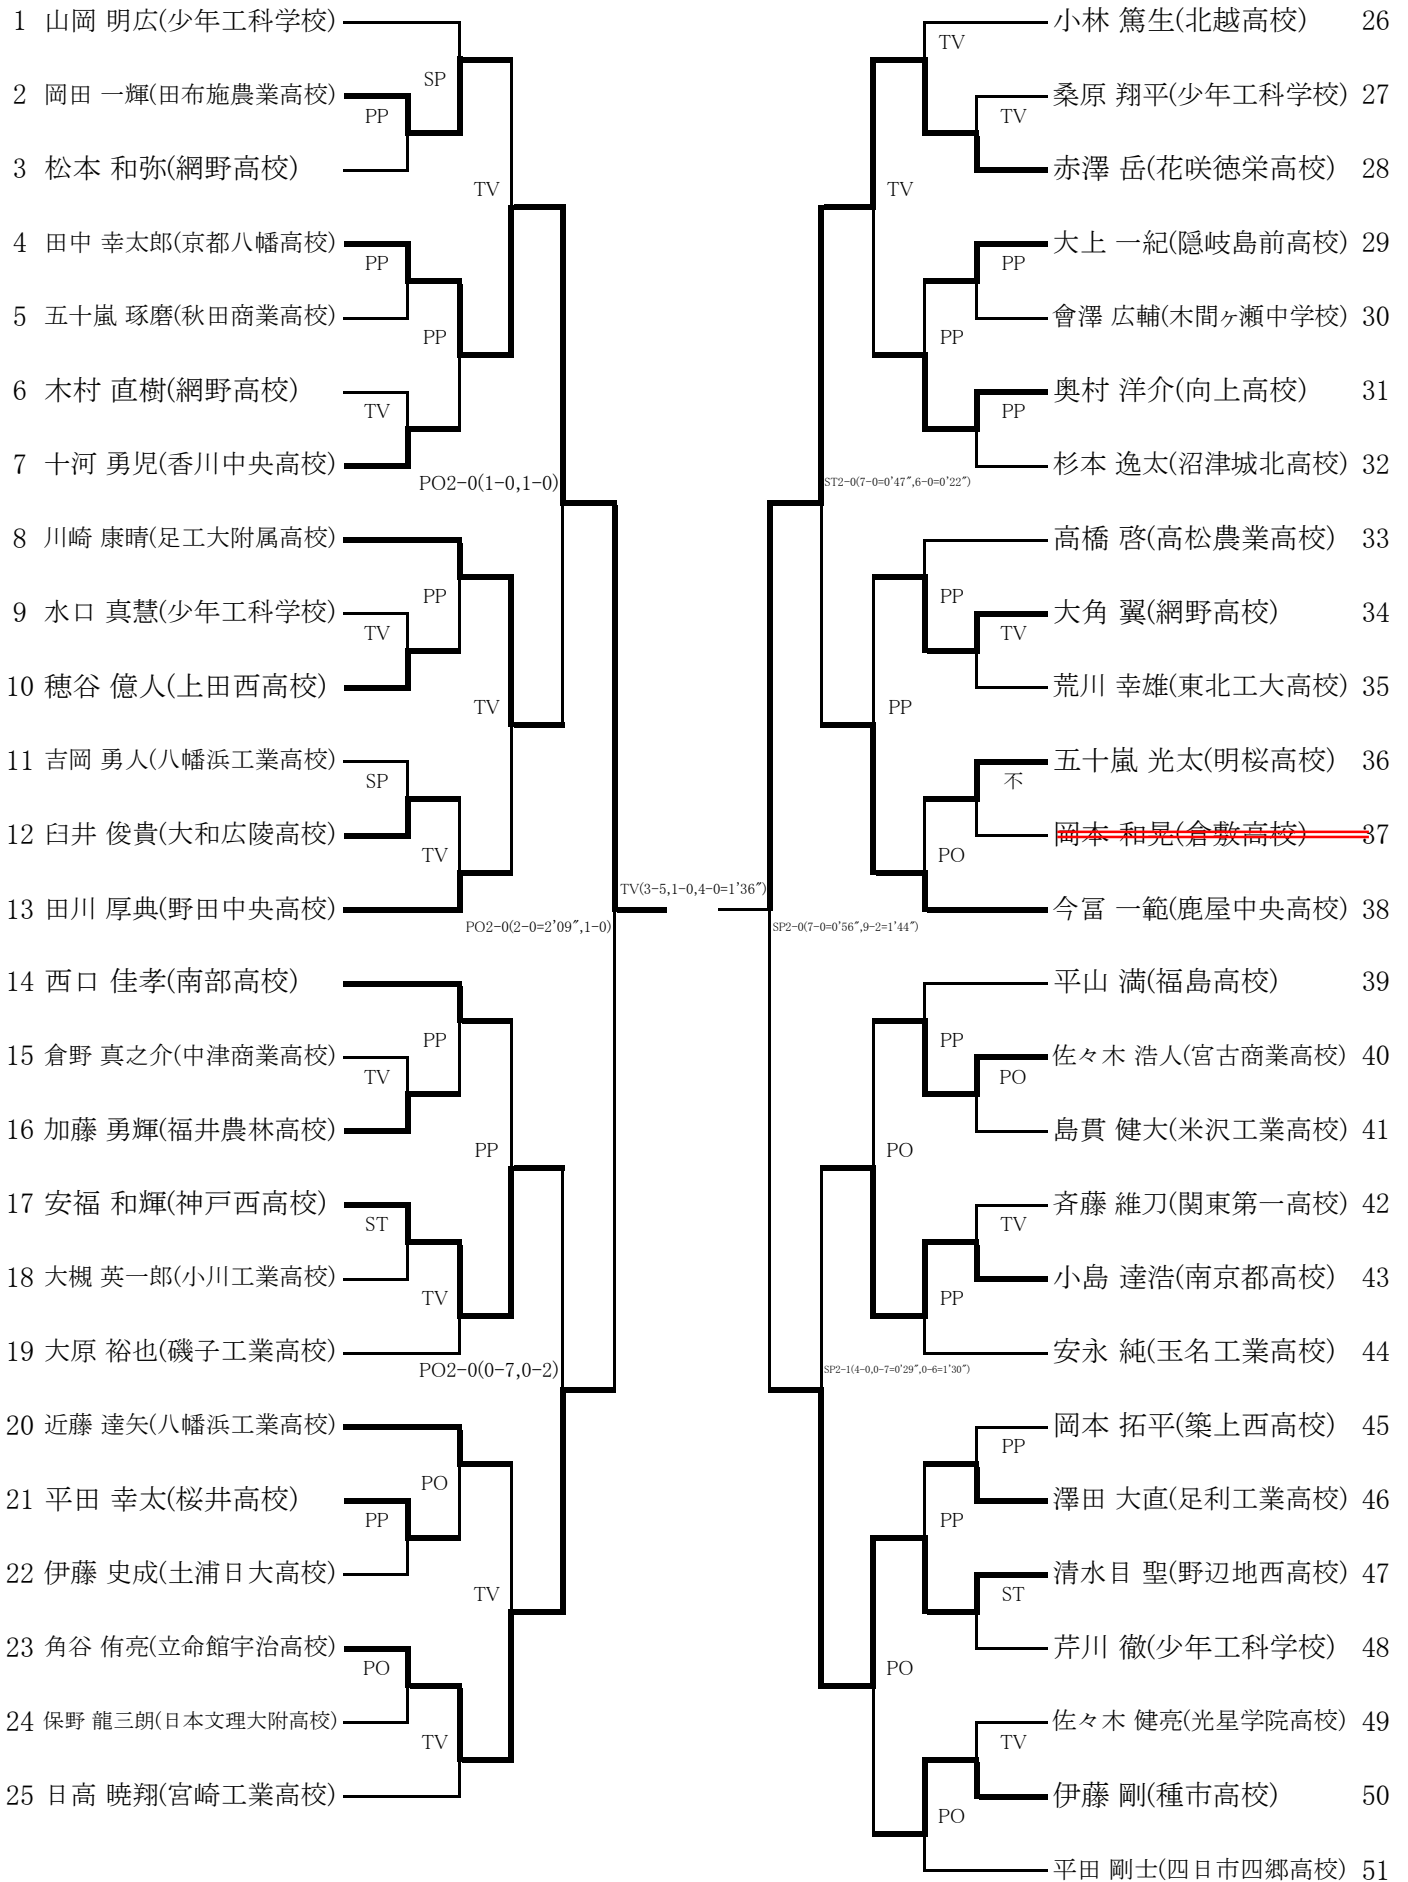 1 山岡 明広(少年工科学校)
SP
2 岡田 一輝(田布施農業高校)
PP
3 松本 和弥(網野高校)
TV
4 田中 幸太郎(京都八幡高校)
PP
5 五十嵐 琢磨(秋田商業高校)
PP
6 木村 直樹(網野高校)
TV
7 十河 勇児(香川中央高校)
PO2-0(1-0,1-0)
8 川崎 康晴(足工大附属高校)
PP
9 水口 真慧(少年工科学校)
TV
10 穂谷 億人(上田西高校)
TV
11 吉岡 勇人(八幡浜工業高校)
SP
12 臼井 俊貴(大和広陵高校)
TV
13 田川 厚典(野田中央高校)
PO2-0(2-0=2'09",1-0)
14 西口 佳孝(南部高校)
PP
15 倉野 真之介(中津商業高校)
TV
16 加藤 勇輝(福井農林高校)
PP
17 安福 和輝(神戸西高校)
ST
18 大槻 英一郎(小川工業高校)
TV
19 大原 裕也(磯子工業高校)
PO2-0(0-7,0-2)
20 近藤 達矢(八幡浜工業高校)
PO
21 平田 幸太(桜井高校)
PP
22 伊藤 史成(土浦日大高校)
TV
23 角谷 侑亮(立命館宇治高校)
PO
24 保野 龍三朗(日本文理大附高校)
TV
25 日高 暁翔(宮崎工業高校)
TV(3-5,1-0,4-0=1'36")
小林 篤生(北越高校) 26
TV
桑原 翔平(少年工科学校) 27
TV
赤澤 岳(花咲徳栄高校) 28
TV
大上 一紀(隠岐島前高校) 29
PP
會澤 広輔(木間ヶ瀬中学校) 30
PP
奥村 洋介(向上高校) 31
PP
杉本 逸太(沼津城北高校) 32
ST2-0(7-0=0'47",6-0=0'22")
高橋 啓(高松農業高校) 33
PP
大角 翼(網野高校) 34
TV
荒川 幸雄(東北工大高校) 35
PP
五十嵐 光太(明桜高校) 36
不
岡本 和晃(倉敷高校) 37
PO
今冨 一範(鹿屋中央高校) 38
SP2-0(7-0=0'56",9-2=1'44")
平山 満(福島高校) 39
PP
佐々木 浩人(宮古商業高校) 40
PO
島貫 健大(米沢工業高校) 41
PO
斉藤 維刀(関東第一高校) 42
TV
小島 達浩(南京都高校) 43
PP
安永 純(玉名工業高校) 44
SP2-1(4-0,0-7=0'29",0-6=1'30")
岡本 拓平(築上西高校) 45
PP
澤田 大直(足利工業高校) 46
PP
清水目 聖(野辺地西高校) 47
ST
芹川 徹(少年工科学校) 48
PO
佐々木 健亮(光星学院高校) 49
TV
伊藤 剛(種市高校) 50
PO
平田 剛士(四日市四郷高校) 51